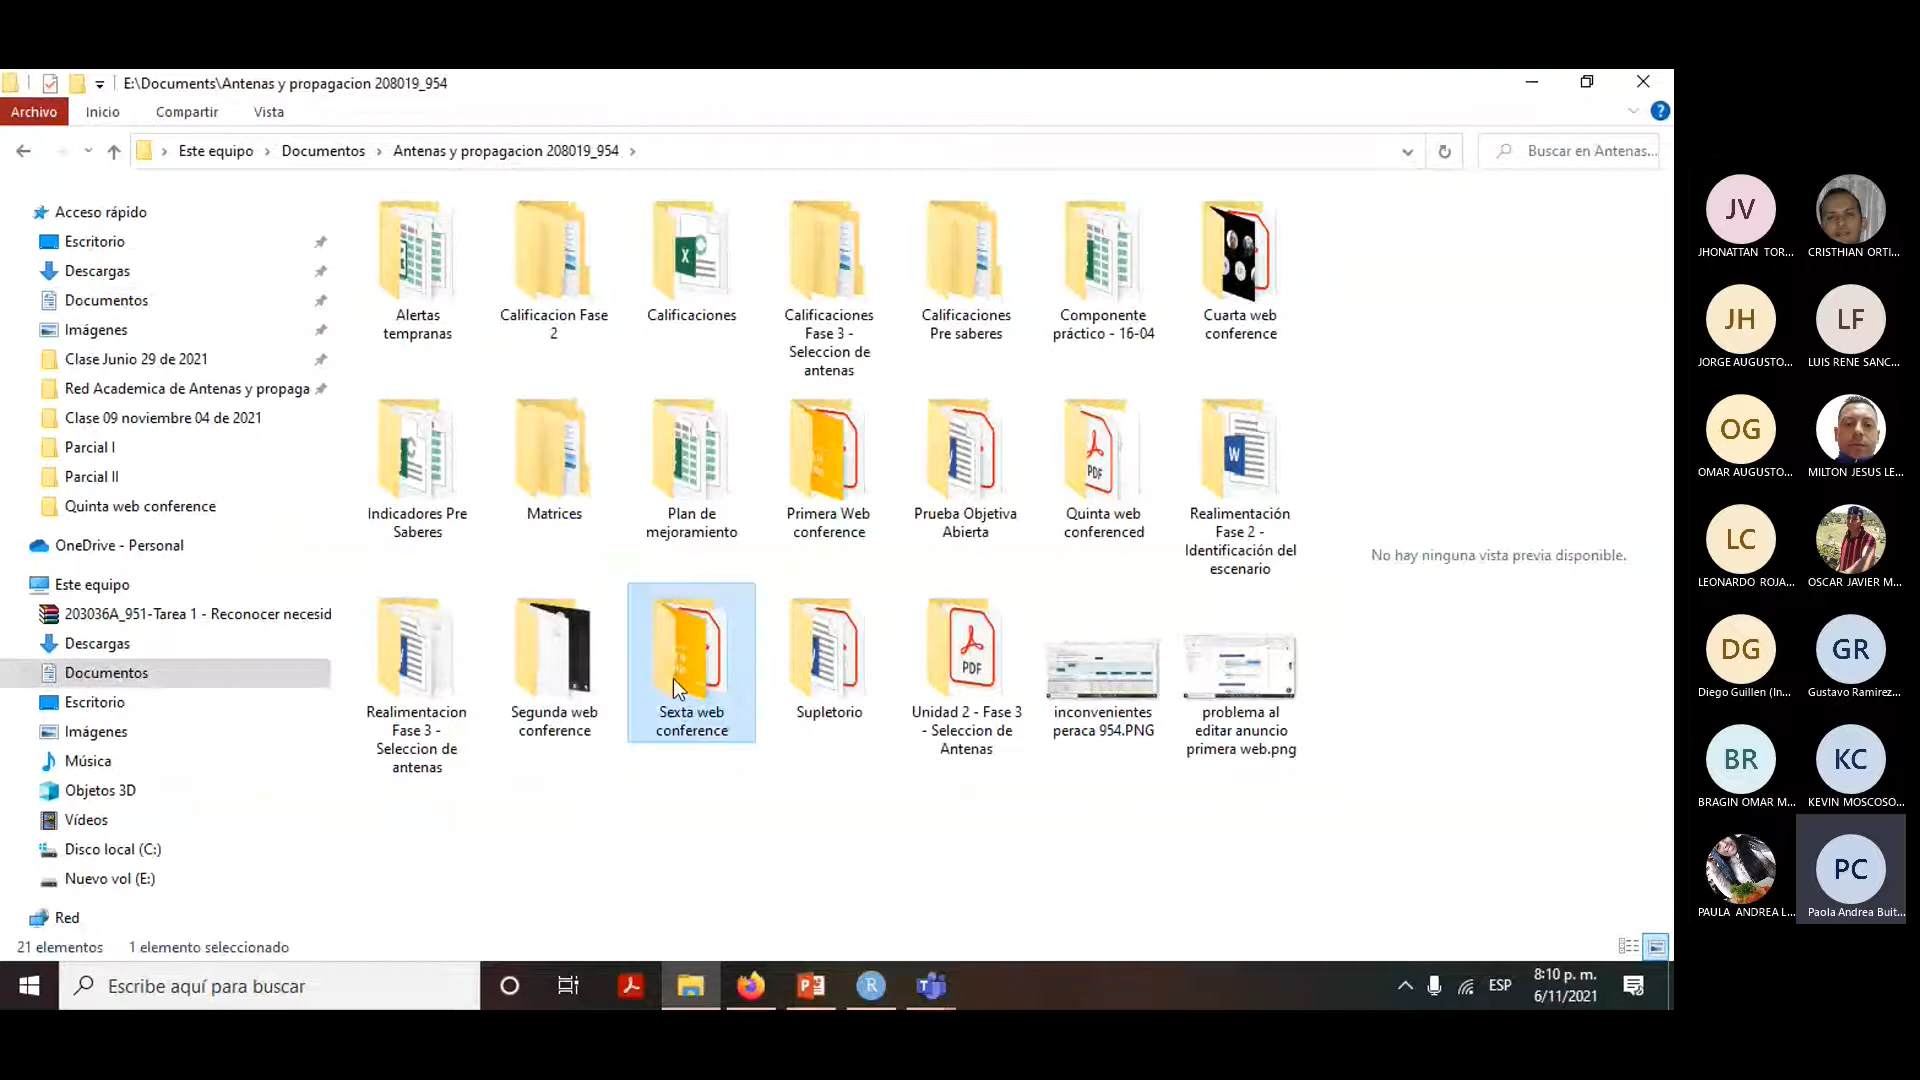 E:\Documents\Antenas y propagacion 208019_954
Archivo
Inicio
Compartir
Vista
Este equipo
Documentos
Antenas y propagacion 208019_954
Buscar en Antenas...
Acceso rápido
Escritorio
Descargas
Documentos
Imágenes
Clase Junio 29 de 2021
Red Academica de Antenas y propaga
Clase 09 noviembre 04 de 2021
Parcial I
Parcial II
Quinta web conference
OneDrive - Personal
Este equipo
203036A_951-Tarea 1 - Reconocer necesid
Descargas
Documentos
Escritorio
Imágenes
Música
Objetos 3D
Vídeos
Disco local (C:)
Nuevo vol (E:)
Red
Alertas
tempranas
Calificacion Fase
2
Calificaciones
Calificaciones
Fase 3 -
Seleccion de
antenas
Calificaciones
Pre saberes
Componente
práctico - 16-04
Cuarta web
conference
Indicadores Pre
Saberes
Matrices
Plan de
mejoramiento
Primera Web
conference
Prueba Objetiva
Abierta
PDF
Quinta web
conferenced
W
Realimentación
Fase 2 -
Identificación del
escenario
Realimentacion
Fase 3 -
Seleccion de
antenas
Segunda web
conference
Sexta web
conference
Supletorio
PDF
Unidad 2 - Fase 3
- Seleccion de
Antenas
inconvenientes
peraca 954.PNG
problema al
editar anuncio
primera web.png
No hay ninguna vista previa disponible.
21 elementos
1 elemento seleccionado
Escribe aquí para buscar
ESP
8:10 p. m.
6/11/2021
JV
JHONATTAN TOR...
CRISTHIAN ORTI...
JH
JORGE AUGUSTO...
LF
LUIS RENE SANC...
OG
OMAR AUGUSTO...
MILTON JESUS LE...
LC
LEONARDO ROJA...
OSCAR JAVIER M...
DG
Diego Guillen (In...
GR
Gustavo Ramirez...
BR
BRAGIN OMAR M...
KC
KEVIN MOSCOSO...
PAULA ANDREA L...
PC
Paola Andrea Buit...